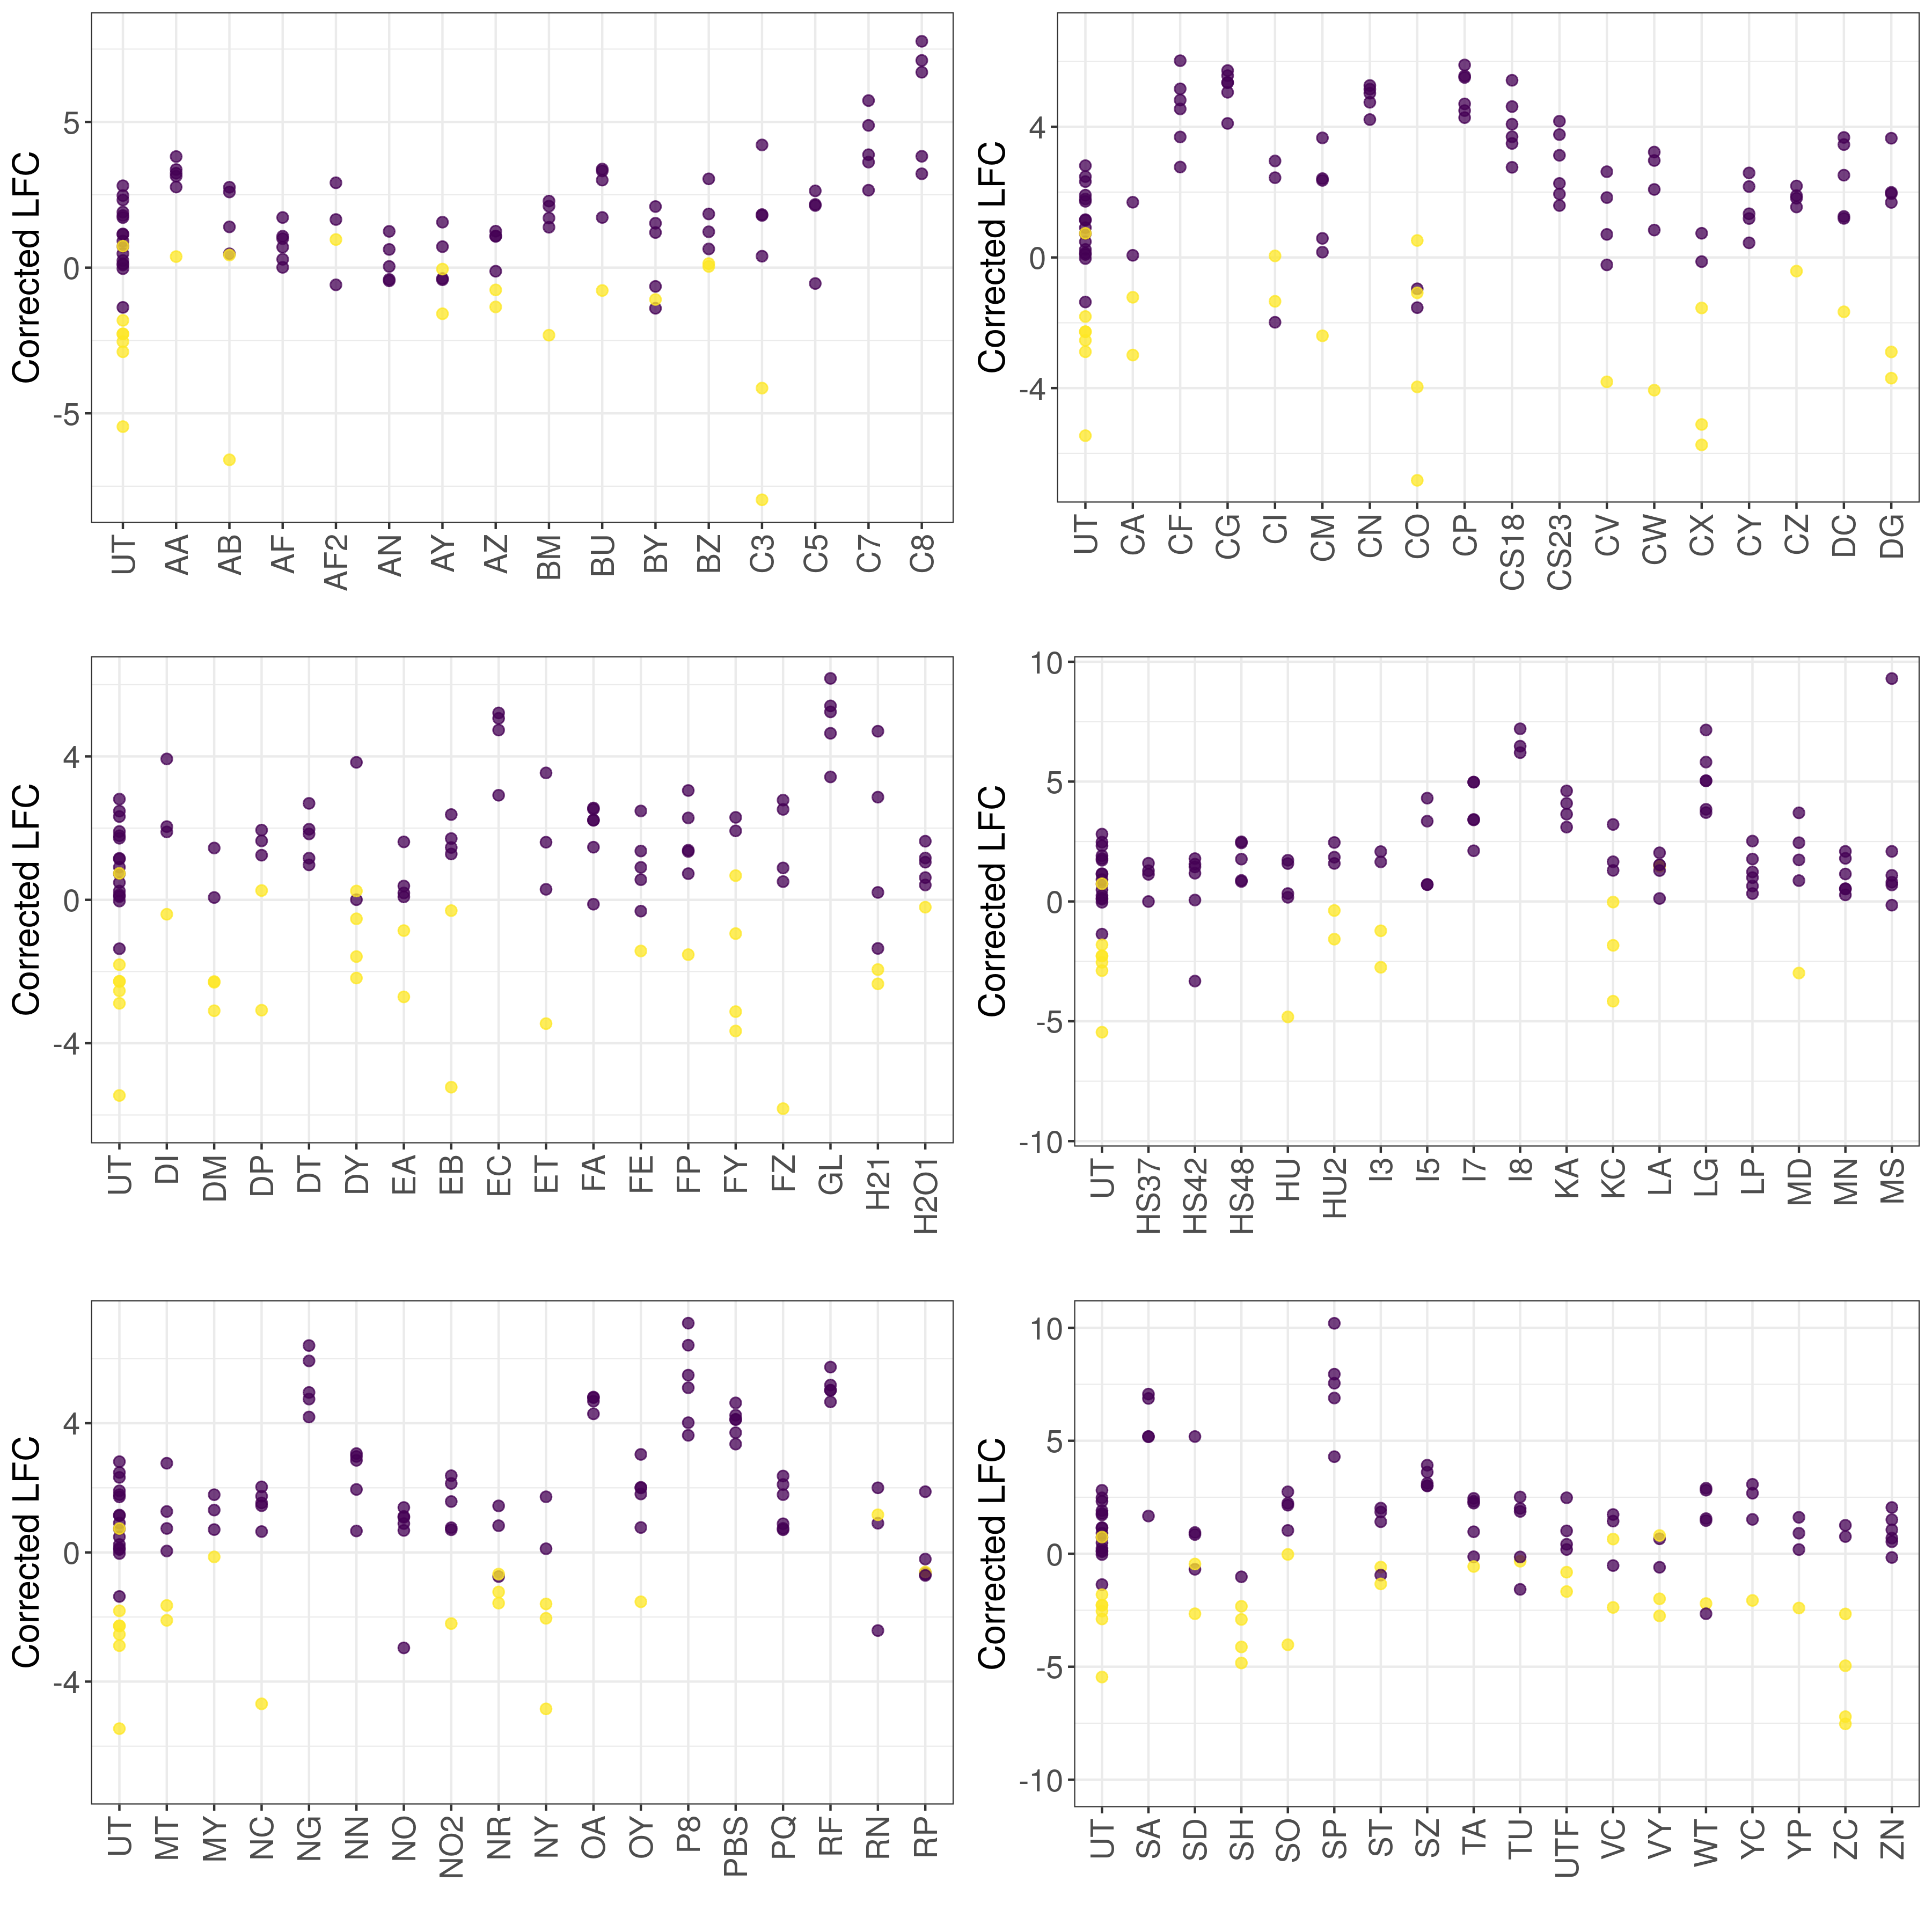 Corrected LFC
5
0
-5
UT AA AB AF AF2 AN AY AZ BM BU BY BZ C3 C5 C7 C8
Corrected LFC
4
0
-4
UT CA CF CG CI CM CN CO CP CS18 CS23 CV CW CX CY CZ DC DG
Corrected LFC
4
0
-4
UT DI DM DP DT DY EA EB EC ET FA FE FP FY FZ GL H21 H2O1
Corrected LFC
10
5
0
-5
-10
UT HS37 HS42 HS48 HU HU2 I3 I5 I7 I8 KA KC LA LG LP MD MN MS
Corrected LFC
4
0
-4
UT MT MY NC NG NN NO NO2 NR NY OA OY P8 PBS PQ RF RN RP
Corrected LFC
10
5
0
-5
-10
UT SA SD SH SO SP ST SZ TA TU UTF VC VY WT YC YP ZC ZN